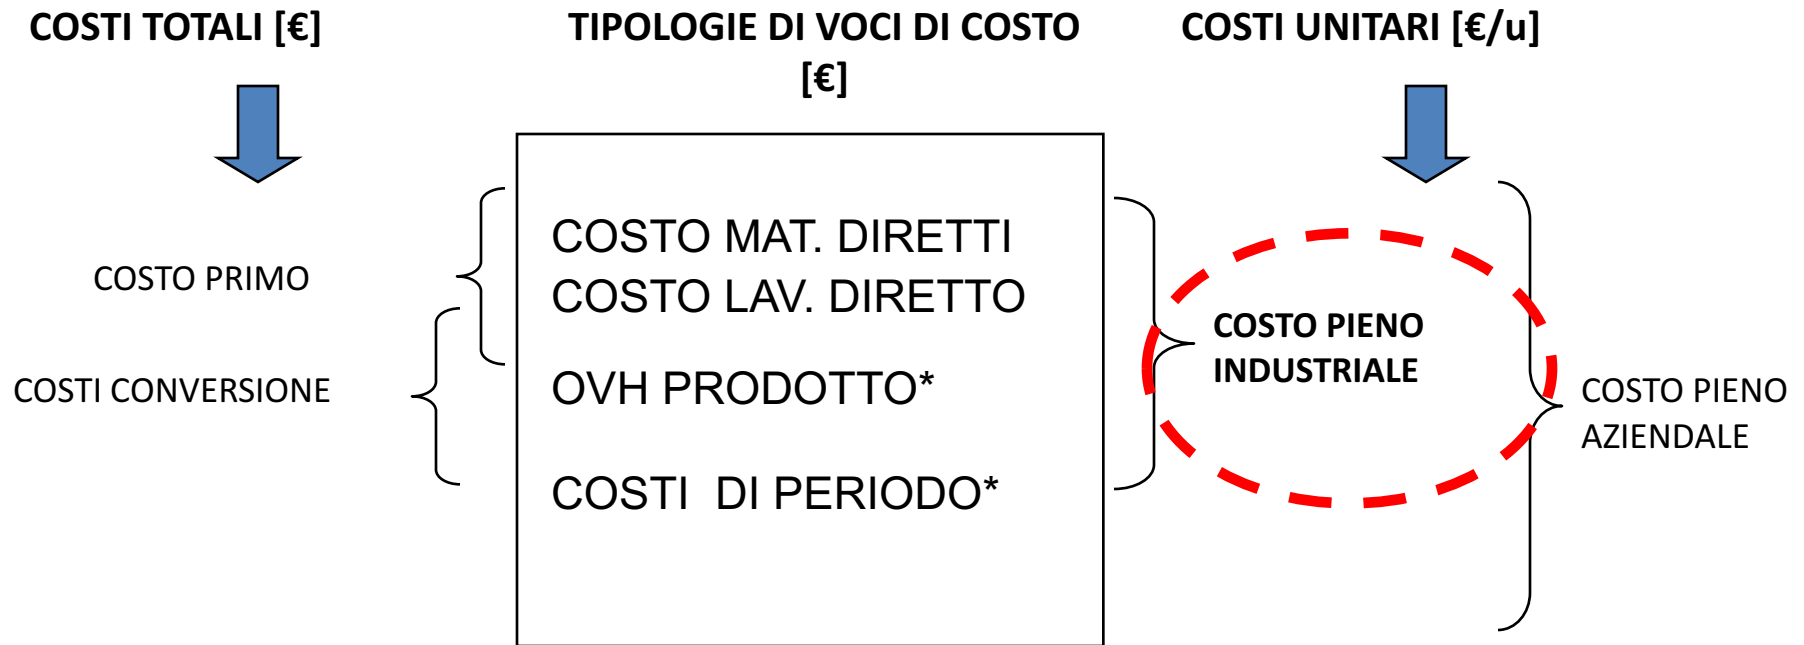 COSTI TOTALI [€]
TIPOLOGIE DI VOCI DI COSTO
[€]
COSTI UNITARI [€/u]
COSTO PRIMO
COSTI CONVERSIONE
COSTO MAT. DIRETTI
COSTO LAV. DIRETTO
OVH PRODOTTO*
COSTI  DI PERIODO*
COSTO PIENO
INDUSTRIALE
COSTO PIENO
AZIENDALE